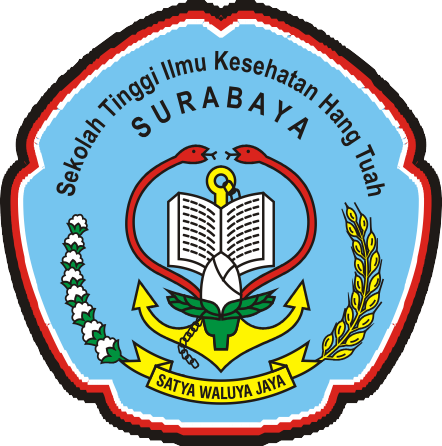 Sekolah Tinggi Ilmu Kesehatan Hang Tuah
SURABAYA
SATYA WALUYA JAYA